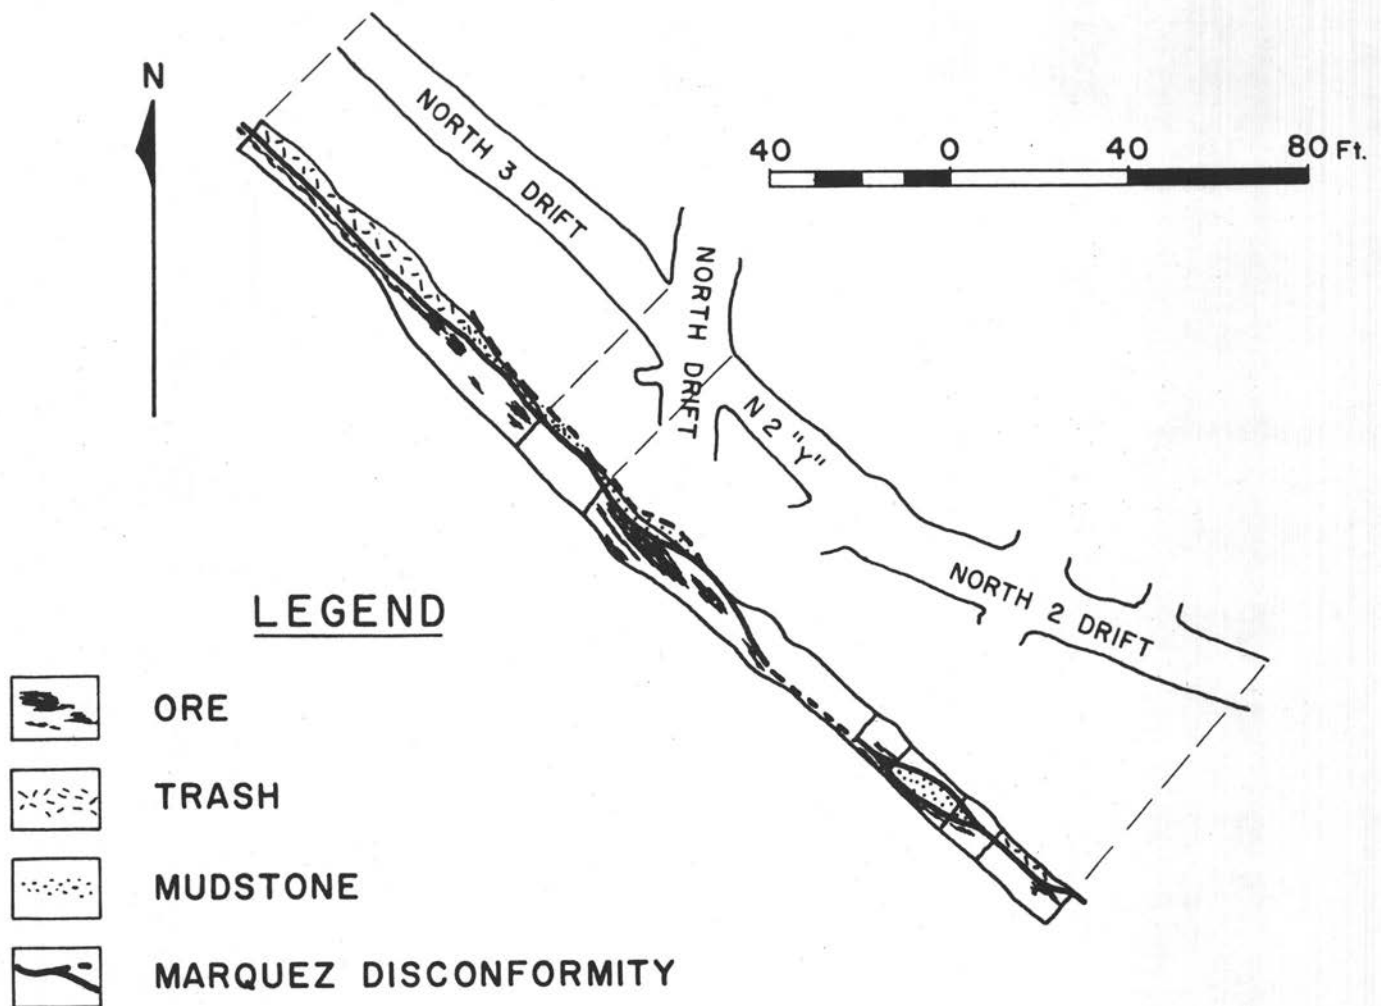 N
NORTH 3 DRIFT
40 0 40 80 Ft.
NORTH DRIFT
N 2 "Y"
NORTH 2 DRIFT
LEGEND
ORE
TRASH
MUDSTONE
MARQUEZ DISCONFORMITY